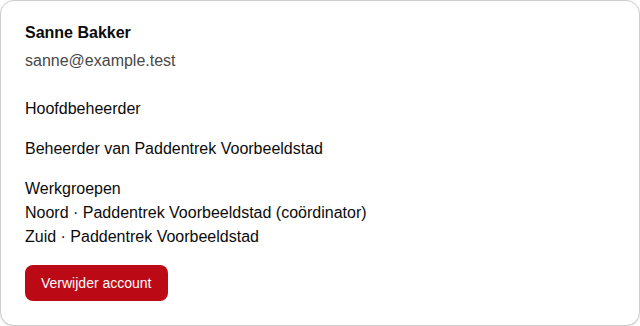 Sanne Bakker
sanne@example.test
Hoofdbeheerder
Beheerder van Paddentrek Voorbeeldstad
Werkgroepen
Noord · Paddentrek Voorbeeldstad (coördinator)
Zuid · Paddentrek Voorbeeldstad
Verwijder account